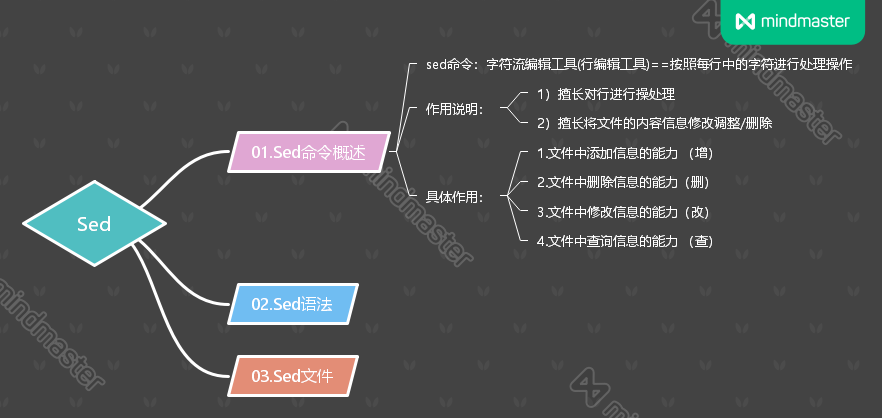 mindmaster
sed命令：字符流编辑工具(行编辑工具)==按照每行中的字符进行处理操作
作用说明：
1）擅长对行进行操处理
2）擅长将文件的内容信息修改调整/删除
01.Sed命令概述
具体作用：
1.文件中添加信息的能力 （增）
2.文件中删除信息的能力（删）
3.文件中修改信息的能力（改）
4.文件中查询信息的能力 （查）
Sed
02.Sed语法
03.Sed文件
mindmaster
mindmaster
mindmaster